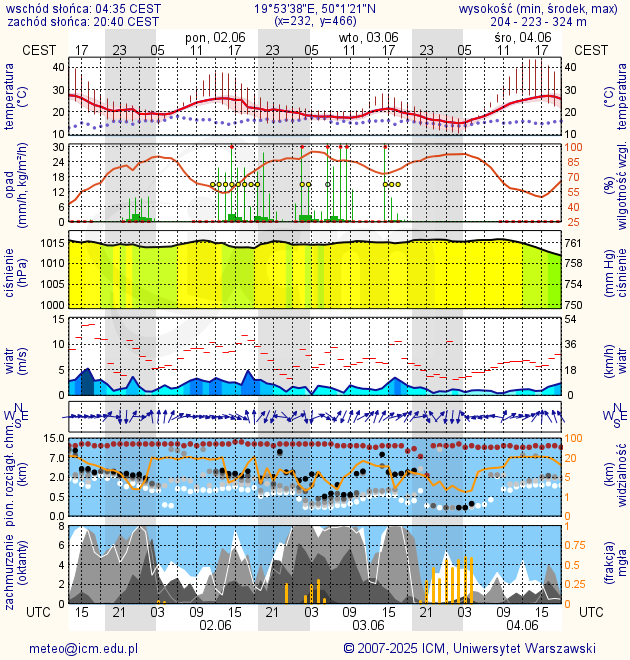 wschód słońca: 04:35 CEST 19°53'38"E, 50°1'21"N wysokość (min, środek, max)
zachód słońca: 20:40 CEST (x=232, y=466) 204 - 223 - 324 m
pon, 02.06 wto, 03.06 śro, 04.06
CEST 17 23 05 11 17 23 05 11 17 23 05 11 17 CEST
temperatura (°C) 40 30 20 10 40 30 20 10 (°C) temperatura
opad (mm/h, kg/m²/h) 30 24 18 12 6 0 100 85 70 55 40 25 (%) wilgotność wzgl.
ciśnienie (hPa) 1015 1010 1005 1000 761 758 754 750 (mm Hg) ciśnienie
wiatr (m/s) 15 10 5 0 54 36 18 0 (km/h) wiatr
N W E S N W E S
pion. rozciągł. chm. (km) 15.0 7.0 2.0 0.5 0.0 100 20 5 1 0 (km) widzialność
zachmurzenie (oktanty) 8 6 4 2 0 1 0.75 0.5 0.25 0 (frakcja) mgła
UTC 15 21 03 09 15 21 03 09 15 21 03 09 15 UTC
02.06 03.06 04.06
meteo@icm.edu.pl © 2007-2025 ICM, Uniwersytet Warszawski